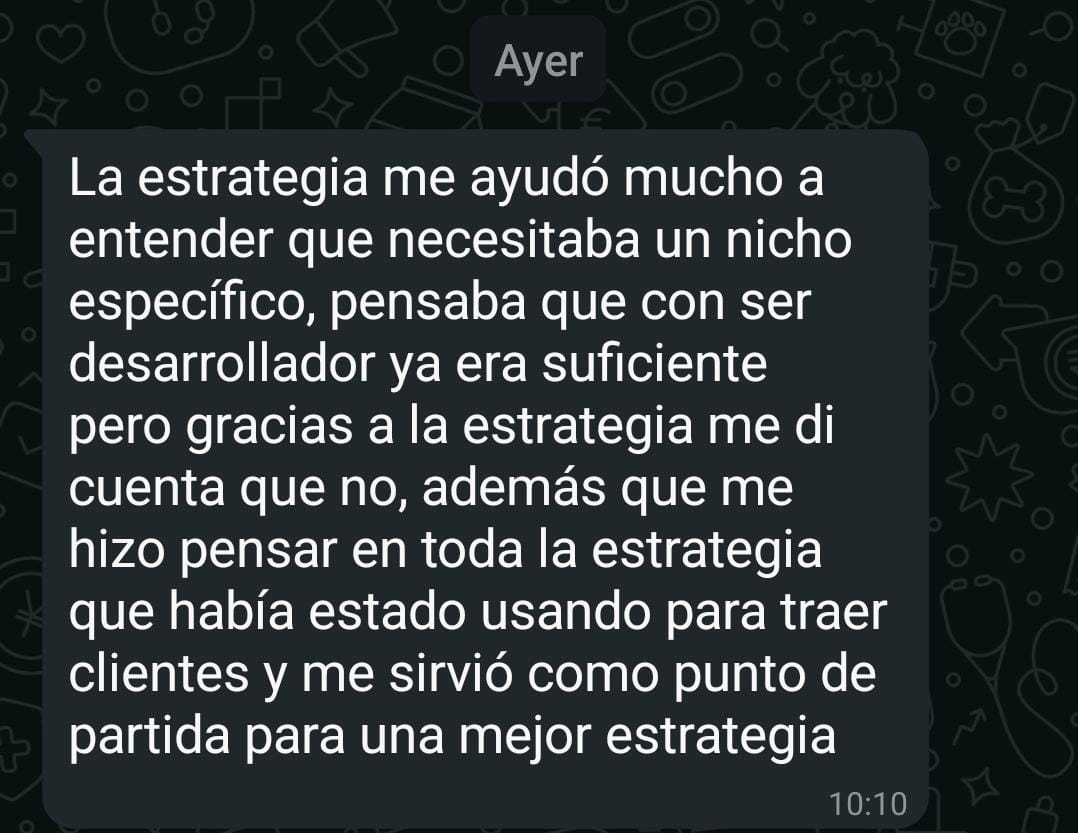 Ayer
La estrategia me ayudó mucho a
entender que necesitaba un nicho
específico, pensaba que con ser
desarrollador ya era suficiente
pero gracias a la estrategia me di
cuenta que no, además que me
hizo pensar en toda la estrategia
que había estado usando para traer
clientes y me sirvió como punto de
partida para una mejor estrategia
10:10